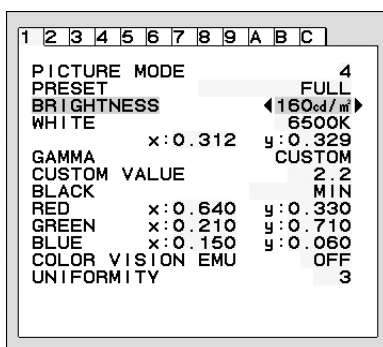 1 2 3 4 5 6 7 8 9 A B C
PICTURE MODE 4
PRESET FULL
BRIGHTNESS ◀160cd/㎡▶
WHITE 6500K
x:0.312 y:0.329
GAMMA CUSTOM
CUSTOM VALUE 2.2
BLACK MIN
RED x:0.640 y:0.330
GREEN x:0.210 y:0.710
BLUE x:0.150 y:0.060
COLOR VISION EMU OFF
UNIFORMITY 3